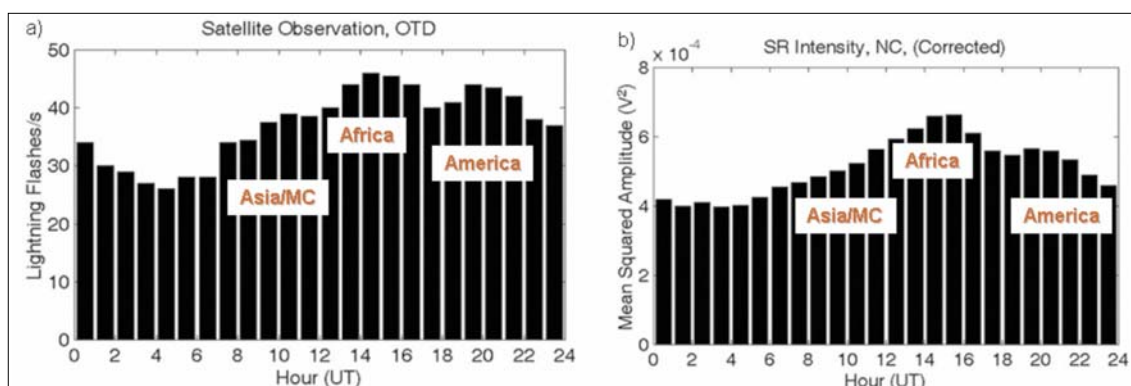 a)
Satellite Observation, OTD
Lightning Flashes/s
50
40
30
20
10
0
Africa
America
Asia/MC
0 2 4 6 8 10 12 14 16 18 20 22 24
Hour (UT)
b)
SR Intensity, NC, (Corrected)
× 10⁻⁴
Mean Squared Amplitude (V²)
8
6
4
2
0
Africa
Asia/MC
America
0 2 4 6 8 10 12 14 16 18 20 22 24
Hour (UT)